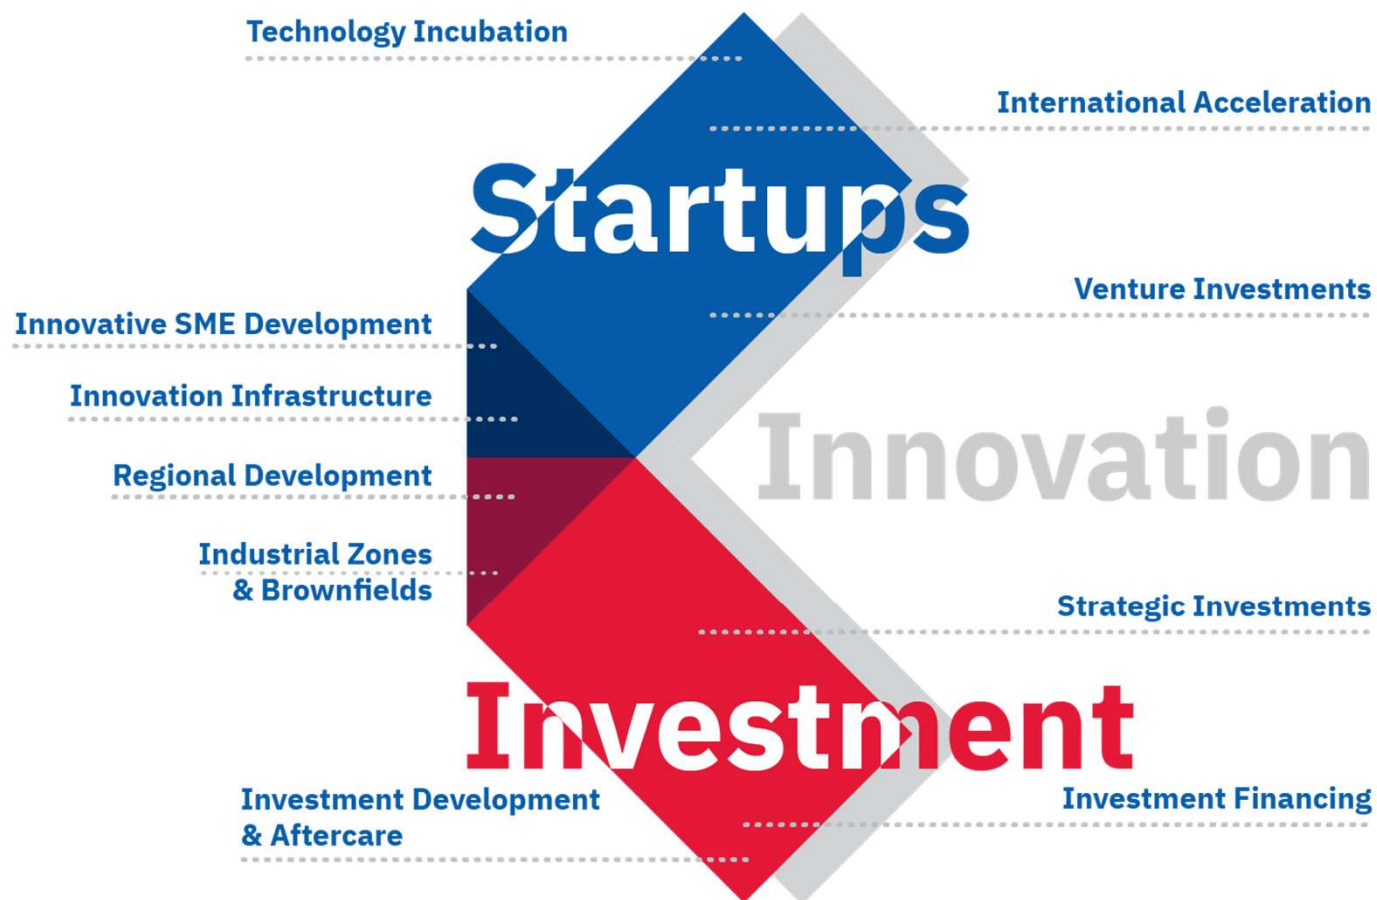 Technology Incubation
International Acceleration
Startups
Venture Investments
Innovative SME Development
Innovation Infrastructure
Innovation
Regional Development
Industrial Zones
& Brownfields
Strategic Investments
Investment
Investment Development
& Aftercare
Investment Financing